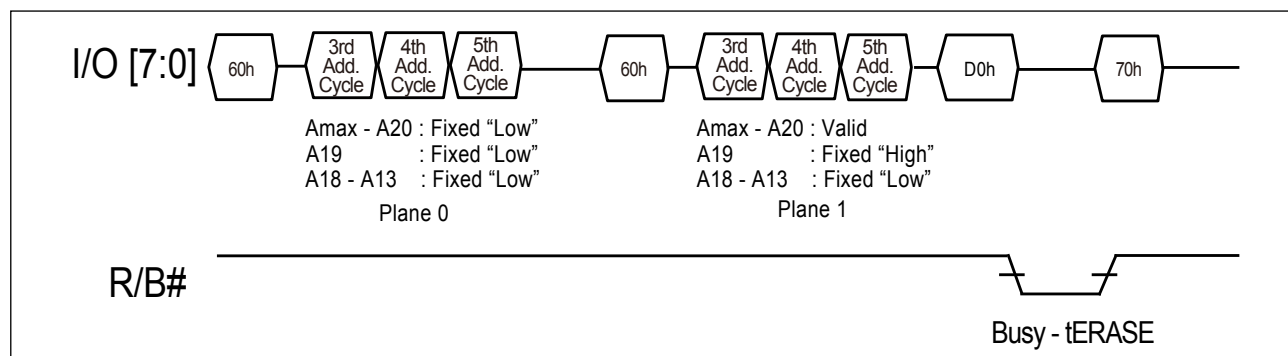 I/O [7:0]
60h
3rd
Add.
Cycle
4th
Add.
Cycle
5th
Add.
Cycle
60h
3rd
Add.
Cycle
4th
Add.
Cycle
5th
Add.
Cycle
D0h
70h
Amax - A20 : Fixed “Low”
A19 : Fixed “Low”
A18 - A13 : Fixed “Low”
Plane 0
Amax - A20 : Valid
A19 : Fixed “High”
A18 - A13 : Fixed “Low”
Plane 1
R/B#
Busy - tERASE